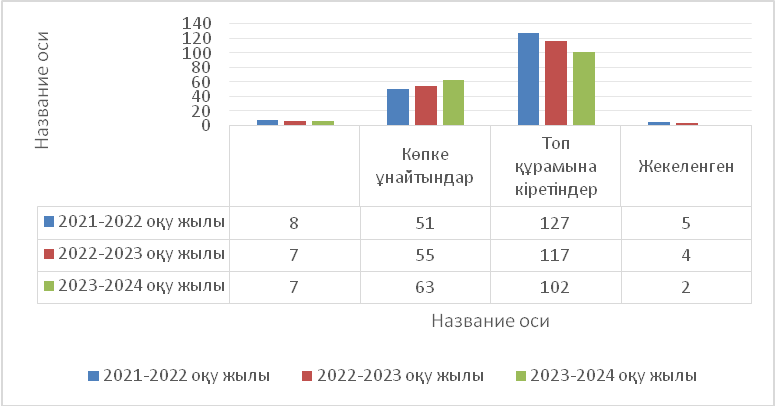 Название оси
140
120
100
80
60
40
20
0
Көпке ұнайтындар
Топ құрамына кіретіндер
Жекеленген
2021-2022 оқу жылы 8 51 127 5
2022-2023 оқу жылы 7 55 117 4
2023-2024 оқу жылы 7 63 102 2
Название оси
2021-2022 оқу жылы 2022-2023 оқу жылы 2023-2024 оқу жылы